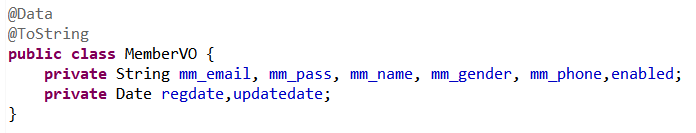 @Data
@ToString
public class MemberVO {
    private String mm_email, mm_pass, mm_name, mm_gender, mm_phone,enabled;
    private Date regdate,updatedate;
}